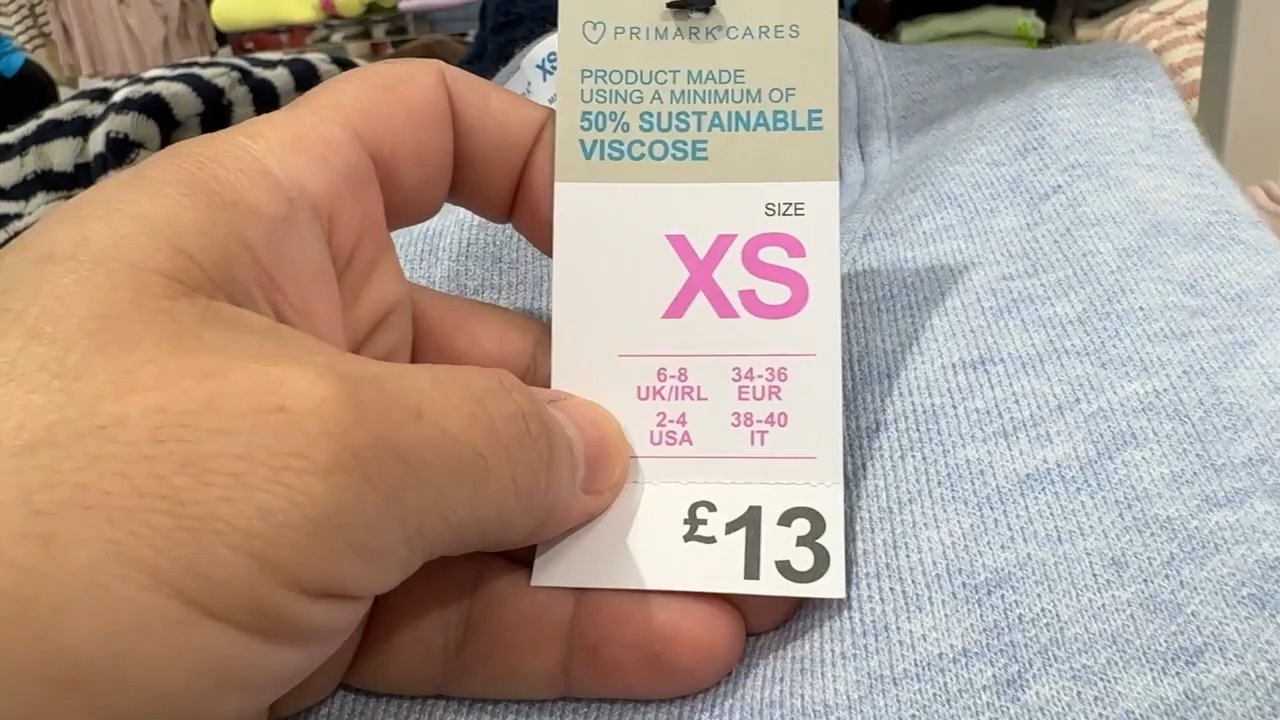 XS
PRIMARK CARES
PRODUCT MADE
USING A MINIMUM OF
50% SUSTAINABLE
VISCOSE
SIZE
XS
6-8 34-36
UK/IRL EUR
2-4 38-40
USA IT
£13